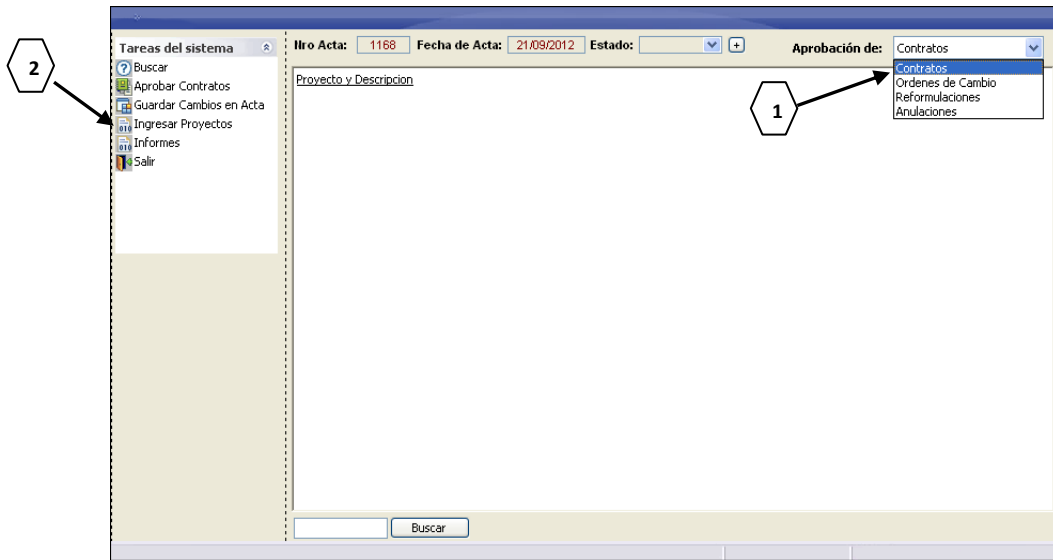 Tareas del sistema
Buscar
Aprobar Contratos
Guardar Cambios en Acta
Ingresar Proyectos
Informes
Salir
2
Nro Acta: 1168 Fecha de Acta: 21/09/2012 Estado: + Aprobación de: Contratos
Contratos
Ordenes de Cambio
Reformulaciones
Anulaciones
1
Proyecto y Descripcion
Buscar